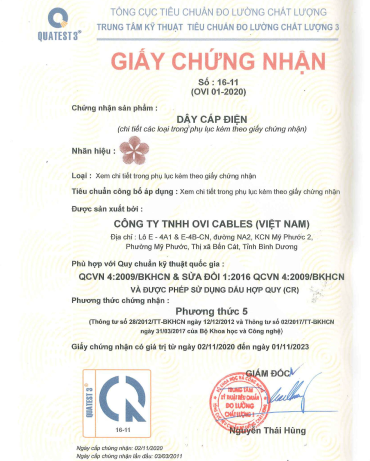 TỔNG CỤC TIÊU CHUẨN ĐO LƯỜNG CHẤT LƯỢNG
TRUNG TÂM KỸ THUẬT TIÊU CHUẨN ĐO LƯỜNG CHẤT LƯỢNG 3
QUATEST 3®
GIẤY CHỨNG NHẬN
Số : 16-11
(OVI 01-2020)
Chứng nhận sản phẩm :
DÂY CÁP ĐIỆN
(chi tiết các loại trong phụ lục kèm theo giấy chứng nhận)
Nhãn hiệu :
Loại : Xem chi tiết trong phụ lục kèm theo giấy chứng nhận
Tiêu chuẩn công bố áp dụng : Xem chi tiết trong phụ lục kèm theo giấy chứng nhận
Được sản xuất bởi :
CÔNG TY TNHH OVI CABLES (VIỆT NAM)
Địa chỉ : Lô E - 4A1 & E-4B-CN, đường NA2, KCN Mỹ Phước 2,
Phường Mỹ Phước, Thị xã Bến Cát, Tỉnh Bình Dương
Phù hợp với Quy chuẩn kỹ thuật quốc gia :
QCVN 4:2009/BKHCN & SỬA ĐỔI 1:2016 QCVN 4:2009/BKHCN
VÀ ĐƯỢC PHÉP SỬ DỤNG DẤU HỢP QUY (CR)
Phương thức chứng nhận :
Phương thức 5
(Thông tư số 28/2012/TT-BKHCN ngày 12/12/2012 và Thông tư số 02/2017/TT-BKHCN
ngày 31/03/2017 của Bộ Khoa học và Công nghệ)
Giấy chứng nhận có giá trị từ ngày 02/11/2020 đến ngày 01/11/2023
GIÁM ĐỐC
TRUNG TÂM
KỸ THUẬT TIÊU CHUẨN
ĐO LƯỜNG
CHẤT LƯỢNG 3
QUATEST 3
16-11
Nguyễn Thái Hùng
Ngày cấp chứng nhận: 02/11/2020
Ngày cấp chứng nhận lần đầu: 03/03/2011